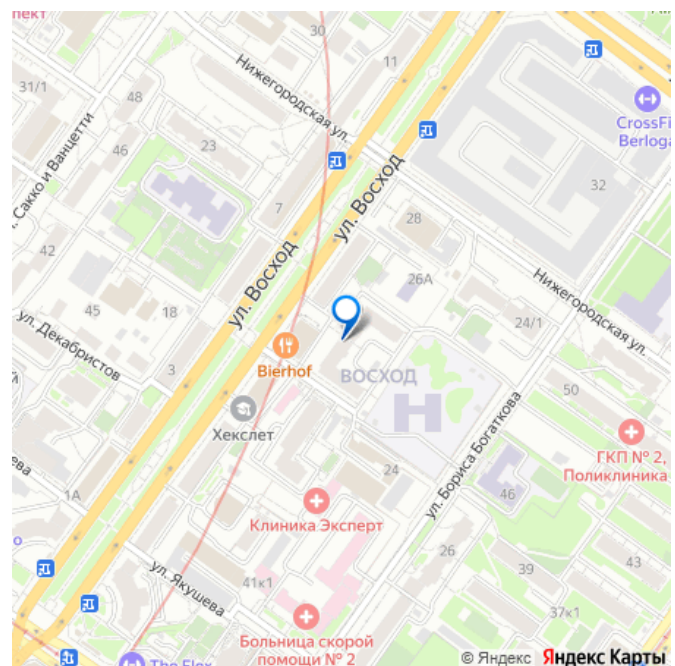 пект
30
11
31/1
48
Нижегородская ул.
CrossFi
Berloga
Сакко и Ванцетти
46
23
ул. Восход
32
7
28
42
ул. Восход
26А
Нижегородская ул.
45
18
24/1
ул. Декабристов
3
Bierhof
ВОСХОД
50
Хекслет
ул. Бориса Богаткова
ГКП № 2,
Поликлиника
24
46
1А
Клиника Эксперт
26
43
39
ул. Якушева
41к1
37к1
Больница скорой
помощи № 2
The Flex
© Яндекс Яндекс Карты